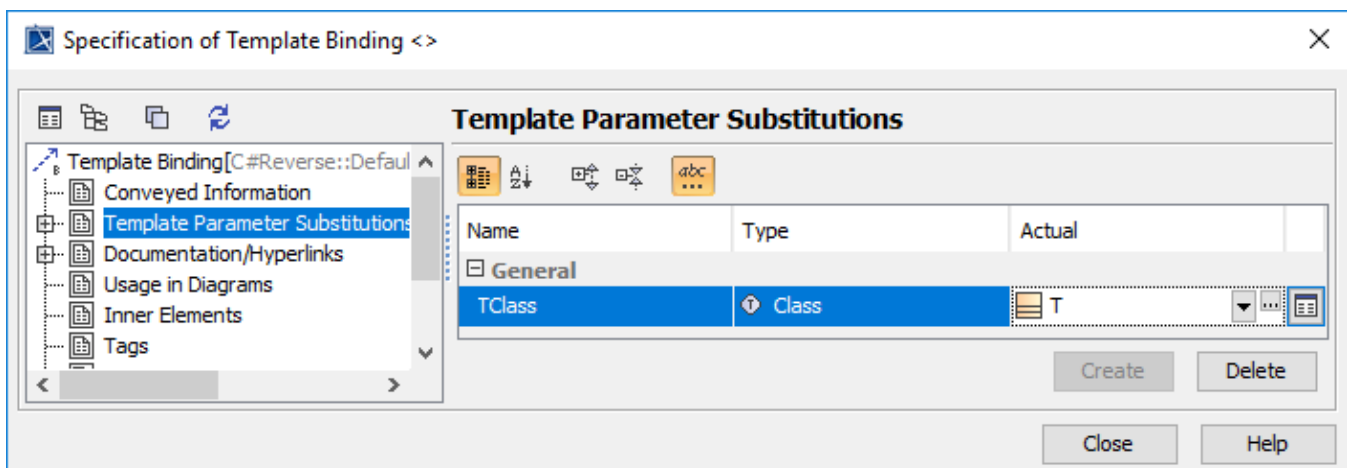 Specification of Template Binding <>
Template Parameter Substitutions
Template Binding[C#Reverse::Defaul
Conveyed Information
Template Parameter Substitutions
Documentation/Hyperlinks
Usage in Diagrams
Inner Elements
Tags
Name Type Actual
General
TClass Class T
Create Delete
Close Help